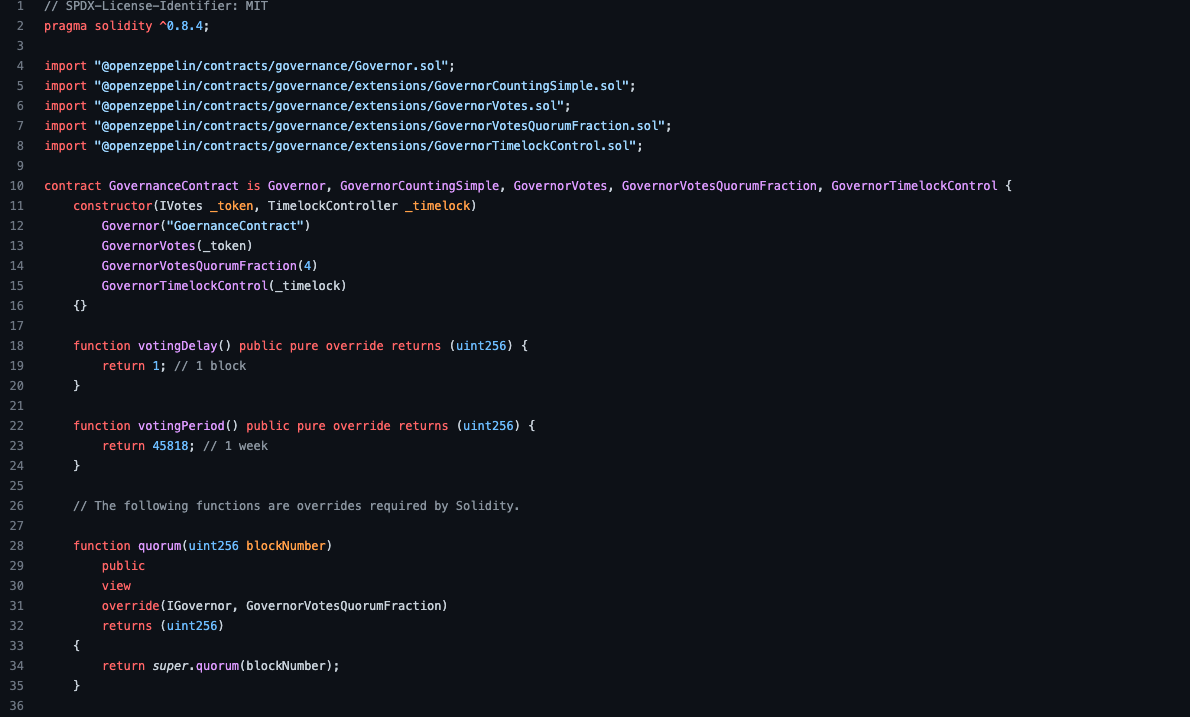 1 // SPDX-License-Identifier: MIT
2 pragma solidity ^0.8.4;
3
4 import "@openzeppelin/contracts/governance/Governor.sol";
5 import "@openzeppelin/contracts/governance/extensions/GovernorCountingSimple.sol";
6 import "@openzeppelin/contracts/governance/extensions/GovernorVotes.sol";
7 import "@openzeppelin/contracts/governance/extensions/GovernorVotesQuorumFraction.sol";
8 import "@openzeppelin/contracts/governance/extensions/GovernorTimelockControl.sol";
9
10 contract GovernanceContract is Governor, GovernorCountingSimple, GovernorVotes, GovernorVotesQuorumFraction, GovernorTimelockControl {
11     constructor(IVotes _token, TimelockController _timelock)
12         Governor("GoernanceContract")
13         GovernorVotes(_token)
14         GovernorVotesQuorumFraction(4)
15         GovernorTimelockControl(_timelock)
16     {}
17
18     function votingDelay() public pure override returns (uint256) {
19         return 1; // 1 block
20     }
21
22     function votingPeriod() public pure override returns (uint256) {
23         return 45818; // 1 week
24     }
25
26     // The following functions are overrides required by Solidity.
27
28     function quorum(uint256 blockNumber)
29         public
30         view
31         override(IGovernor, GovernorVotesQuorumFraction)
32         returns (uint256)
33     {
34         return super.quorum(blockNumber);
35     }
36